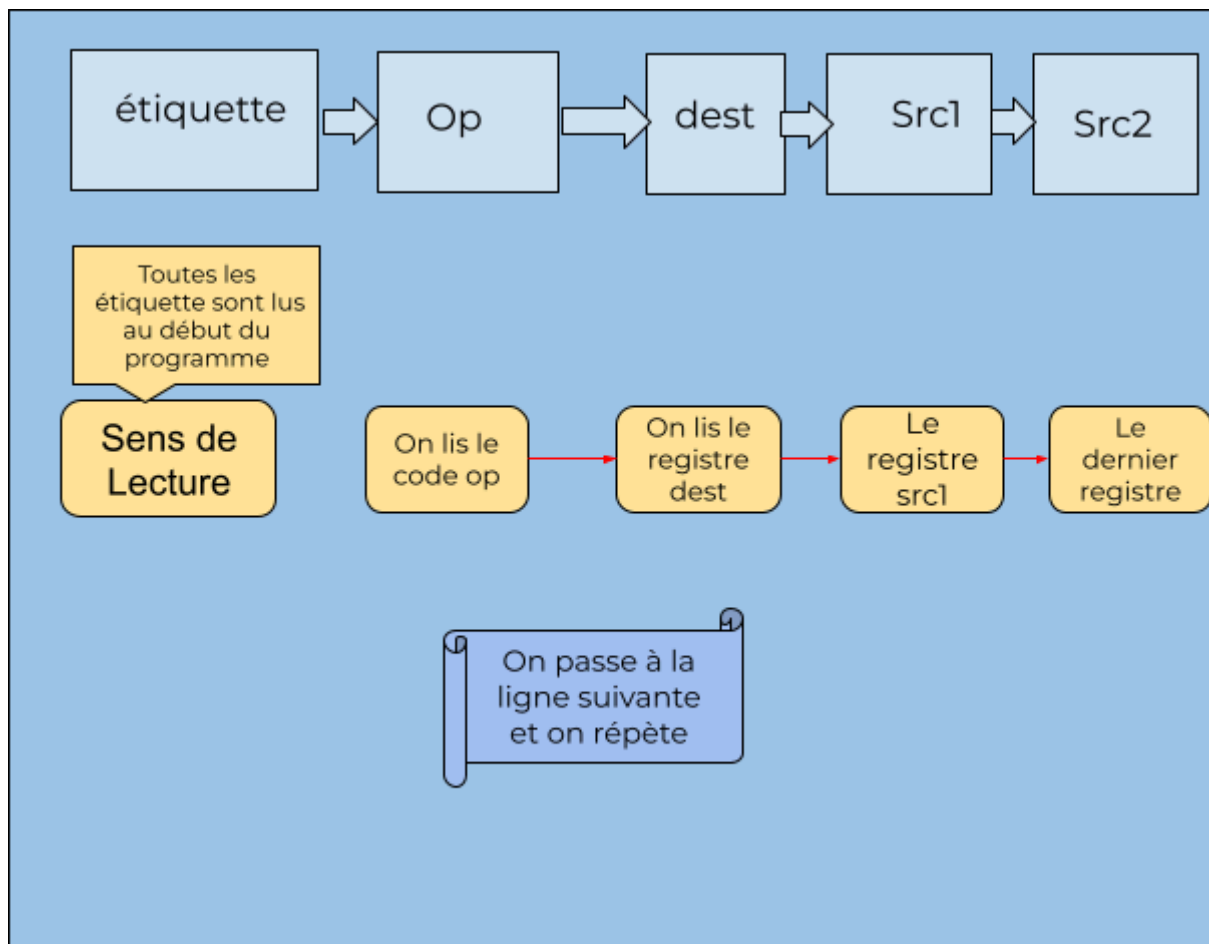 étiquette
Op
dest
Src1
Src2
Toutes les
étiquette sont lus
au début du
programme
Sens de
Lecture
On lis le
code op
On lis le
registre
dest
Le
registre
src1
Le
dernier
registre
On passe à la
ligne suivante
et on répète